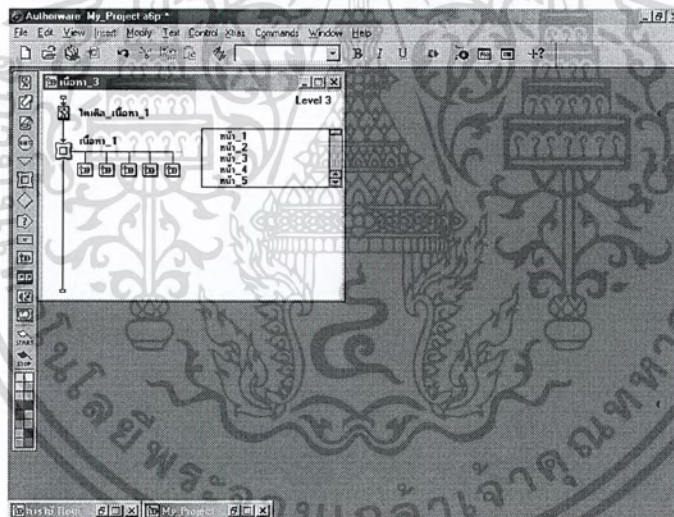 Authorware My_Project.a6p *
File Edit View Insert Modify Text Control Xtras Commands Window Help
B I U
+?
เนื้อหา_3
Level 3
ไตเติล_เนื้อหา_1
เนื้อหา_1
หน้า_1
หน้า_2
หน้า_3
หน้า_4
หน้า_5
START
STOP
My_Project